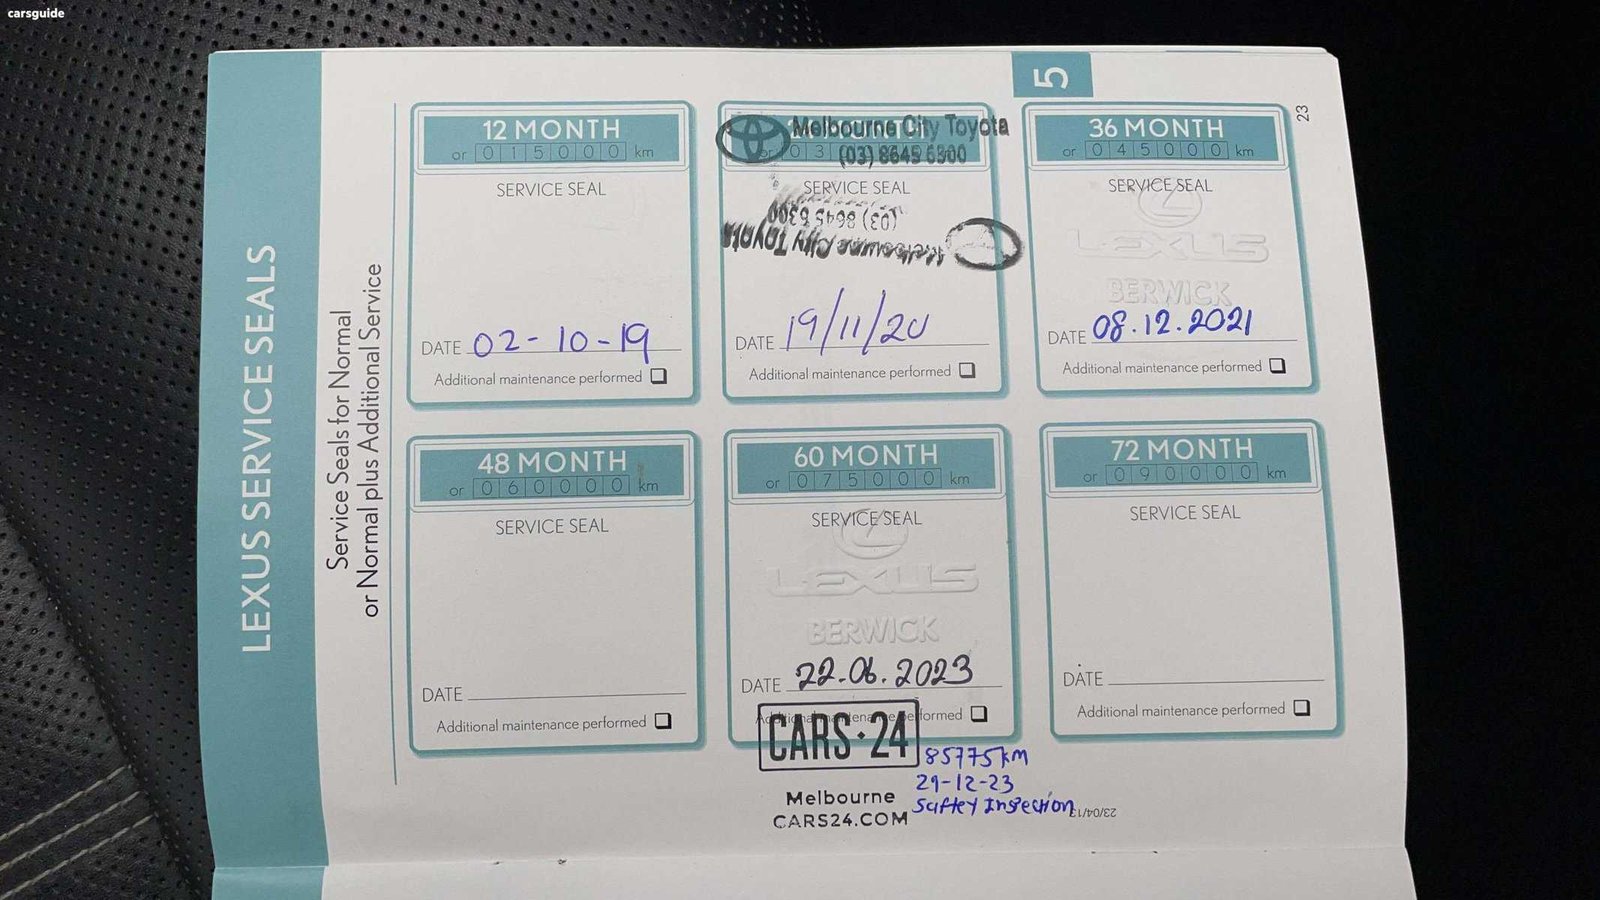 carsguide
LEXUS SERVICE SEALS
Service Seals for Normal
or Normal plus Additional Service
5
23
12 MONTH
or 015000 km
SERVICE SEAL
DATE 02-10-19
Additional maintenance performed
Melbourne City Toyota
(03) 8645 6300
SERVICE SEAL
(03) 8645 6300
Melbourne City Toyota
DATE 19/11/20
Additional maintenance performed
36 MONTH
or 045000 km
SERVICE SEAL
LEXUS
BERWICK
DATE 08.12.2021
Additional maintenance performed
48 MONTH
or 060000 km
SERVICE SEAL
DATE
Additional maintenance performed
60 MONTH
or 075000 km
SERVICE SEAL
LEXUS
BERWICK
DATE 22.06.2023
Additional maintenance performed
CARS·24
Melbourne
CARS24.COM
85775km
29-12-23
Saftey Inspection
72 MONTH
or 090000 km
SERVICE SEAL
DATE
Additional maintenance performed
23/04/13